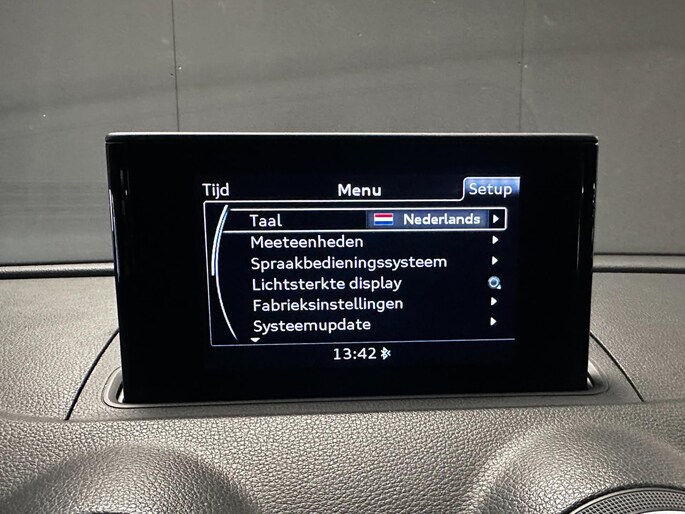 Tijd Menu Setup
Taal Nederlands
Meeteenheden
Spraakbedieningssysteem
Lichtsterkte display
Fabrieksinstellingen
Systeemupdate
13:42